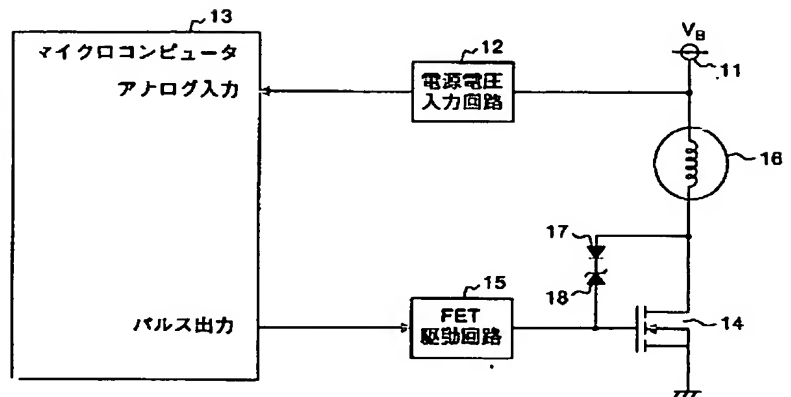 13
マイクロコンピュータ
アナログ入力
12
電源電圧
入力回路
VB
11
16
17
18
15
FET
駆動回路
14
パルス出力